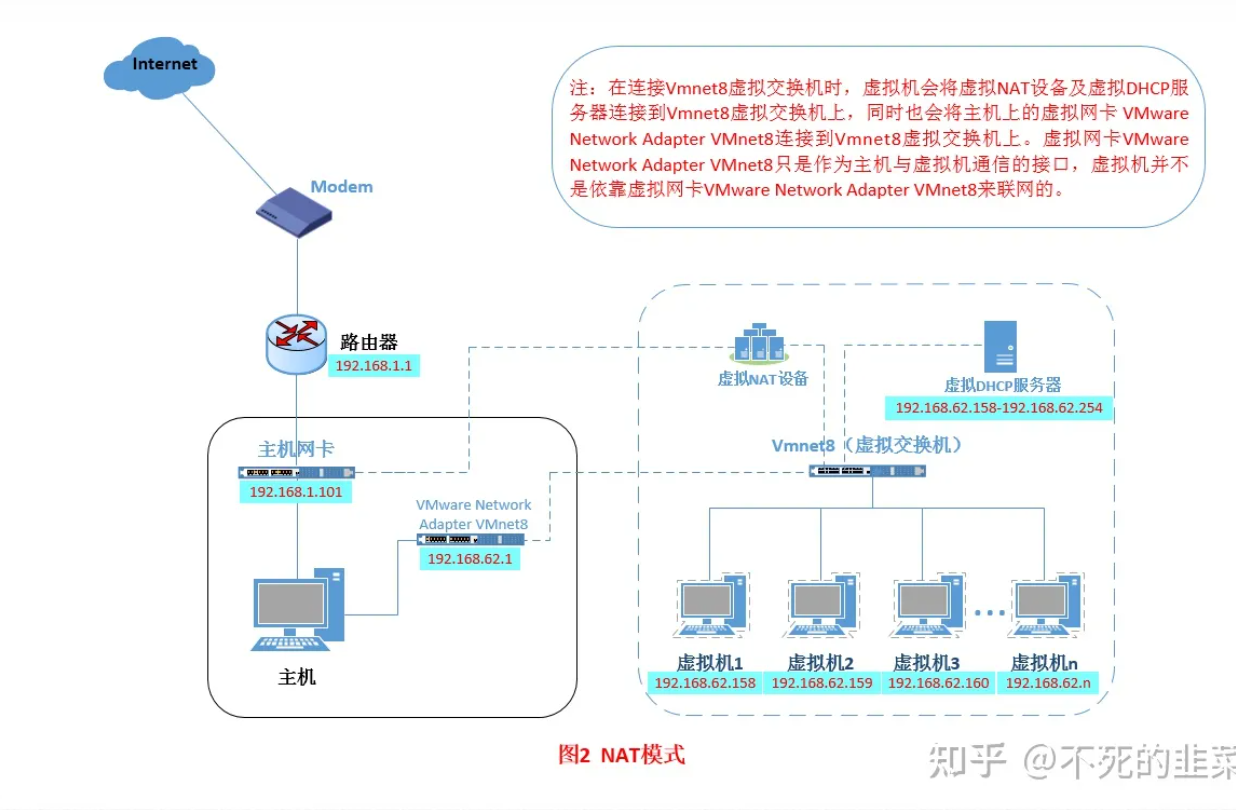 Internet
注：在连接Vmnet8虚拟交换机时，虚拟机会将虚拟NAT设备及虚拟DHCP服
务器连接到Vmnet8虚拟交换机上，同时也会将主机上的虚拟网卡 VMware
Network Adapter VMnet8连接到Vmnet8虚拟交换机上。虚拟网卡VMware
Network Adapter VMnet8只是作为主机与虚拟机通信的接口，虚拟机并不
是依靠虚拟网卡VMware Network Adapter VMnet8来联网的。
Modem
路由器
192.168.1.1
虚拟NAT设备
虚拟DHCP服务器
192.168.62.158-192.168.62.254
主机网卡
192.168.1.101
Vmnet8（虚拟交换机）
VMware Network
Adapter VMnet8
192.168.62.1
主机
虚拟机1
192.168.62.158
虚拟机2
192.168.62.159
虚拟机3
192.168.62.160
虚拟机n
192.168.62.n
图2 NAT模式
知乎 @不死的韭菜